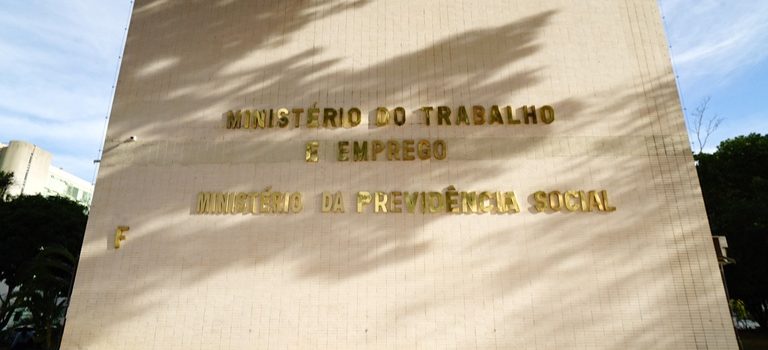 MINISTÉRIO DO TRABALHO
E EMPREGO
MINISTÉRIO DA PREVIDÊNCIA SOCIAL
F